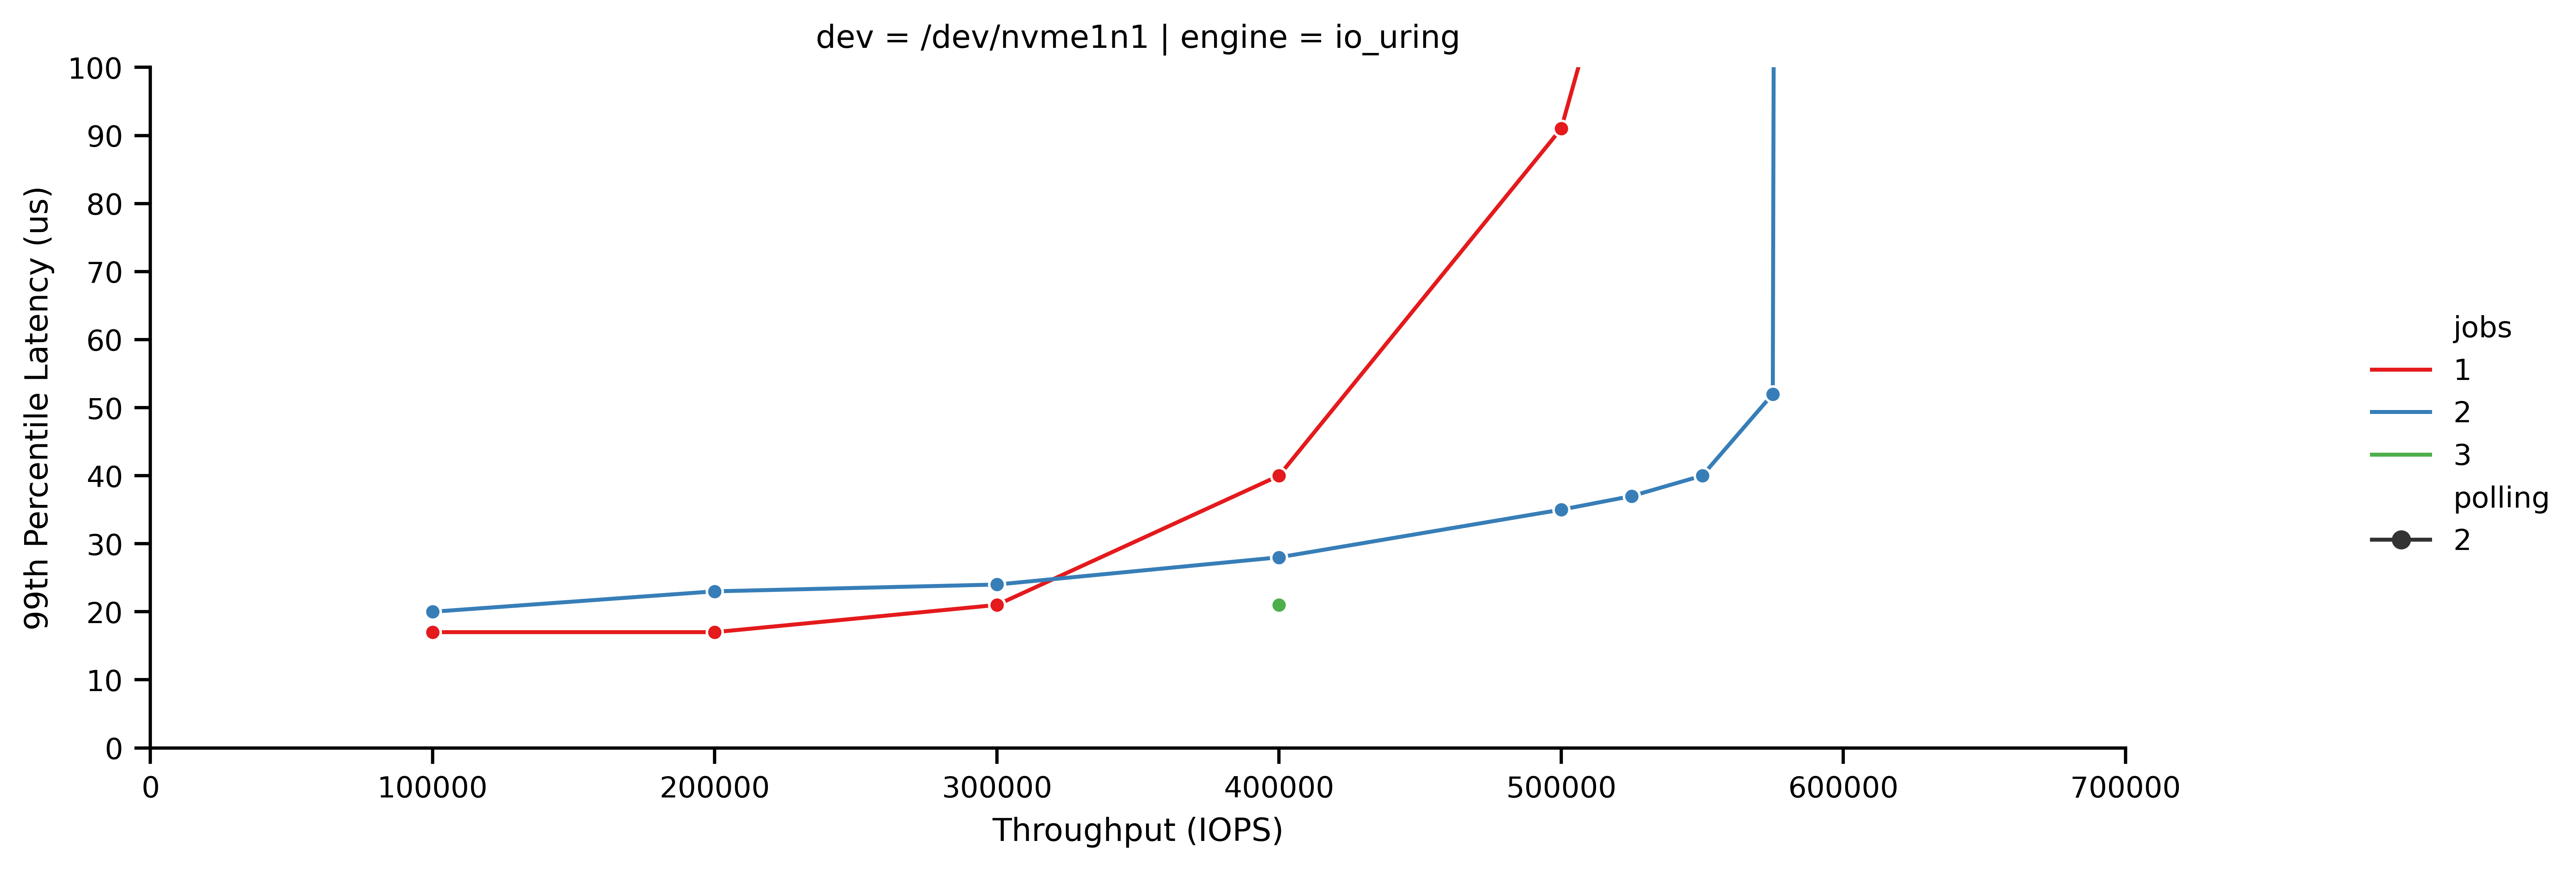 dev = /dev/nvme1n1 | engine = io_uring
100
90
80
70
60
50
40
30
20
10
0
99th Percentile Latency (us)
0 100000 200000 300000 400000 500000 600000 700000
Throughput (IOPS)
jobs
1
2
3
polling
2